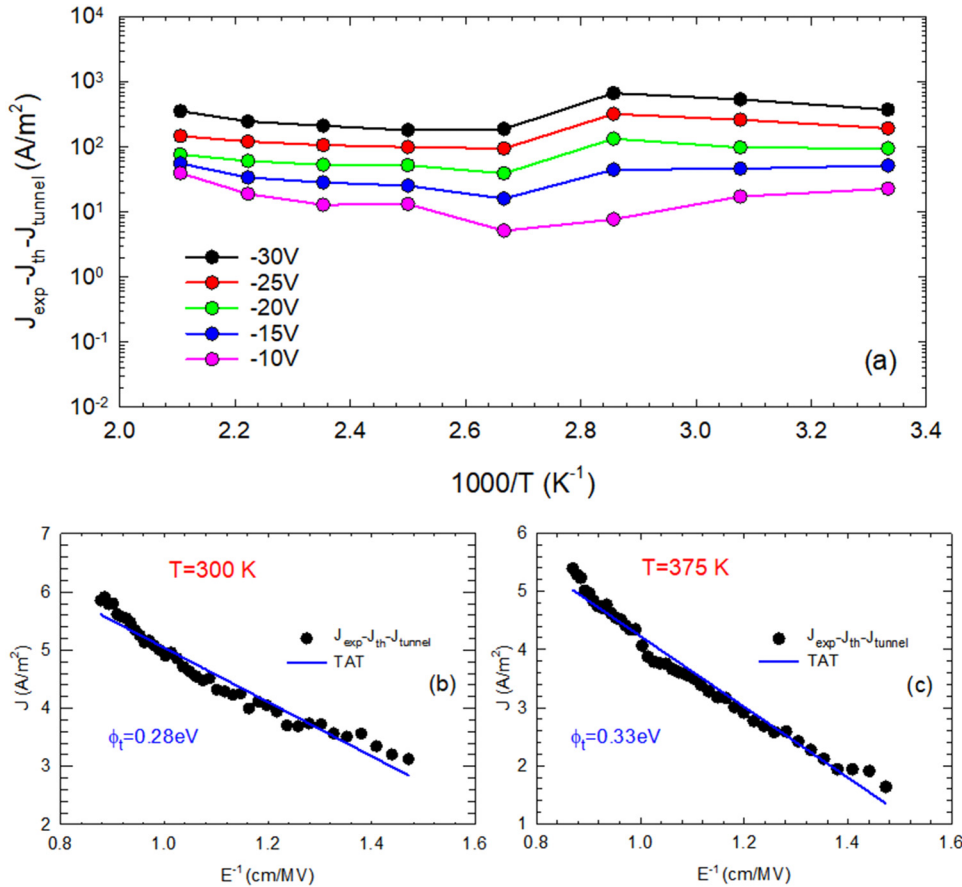 J_exp-J_th-J_tunnel (A/m²)
10⁴
10³
10²
10¹
10⁰
10⁻¹
10⁻²
-30V
-25V
-20V
-15V
-10V
(a)
2.0 2.2 2.4 2.6 2.8 3.0 3.2 3.4
1000/T (K⁻¹)
J (A/m²)
7
6
5
4
3
2
T=300 K
J_exp-J_th-J_tunnel
TAT
(b)
ϕ_t=0.28eV
0.8 1.0 1.2 1.4 1.6
E⁻¹ (cm/MV)
J (A/m²)
6
5
4
3
2
1
0
T=375 K
J_exp-J_th-J_tunnel
TAT
(c)
ϕ_t=0.33eV
0.8 1.0 1.2 1.4 1.6
E⁻¹ (cm/MV)